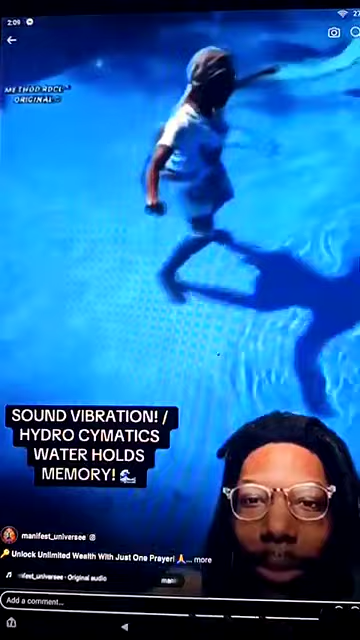 2:09
METHOD RDCL
ORIGINAL
SOUND VIBRATION! /
HYDRO CYMATICS
WATER HOLDS
MEMORY! 🌊
manifest_universee
🔑 Unlock Unlimited Wealth With Just One Prayer! 🙏... more
Original audio
Add a comment...